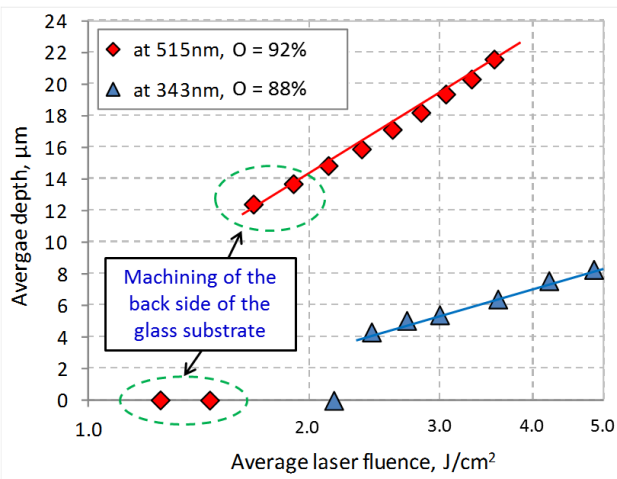 24
22
20
18
16
14
12
10
8
6
4
2
0
Avergae depth, µm
at 515nm, O = 92%
at 343nm, O = 88%
Machining of the
back side of the
glass substrate
1.0 2.0 3.0 4.0 5.0
Average laser fluence, J/cm²